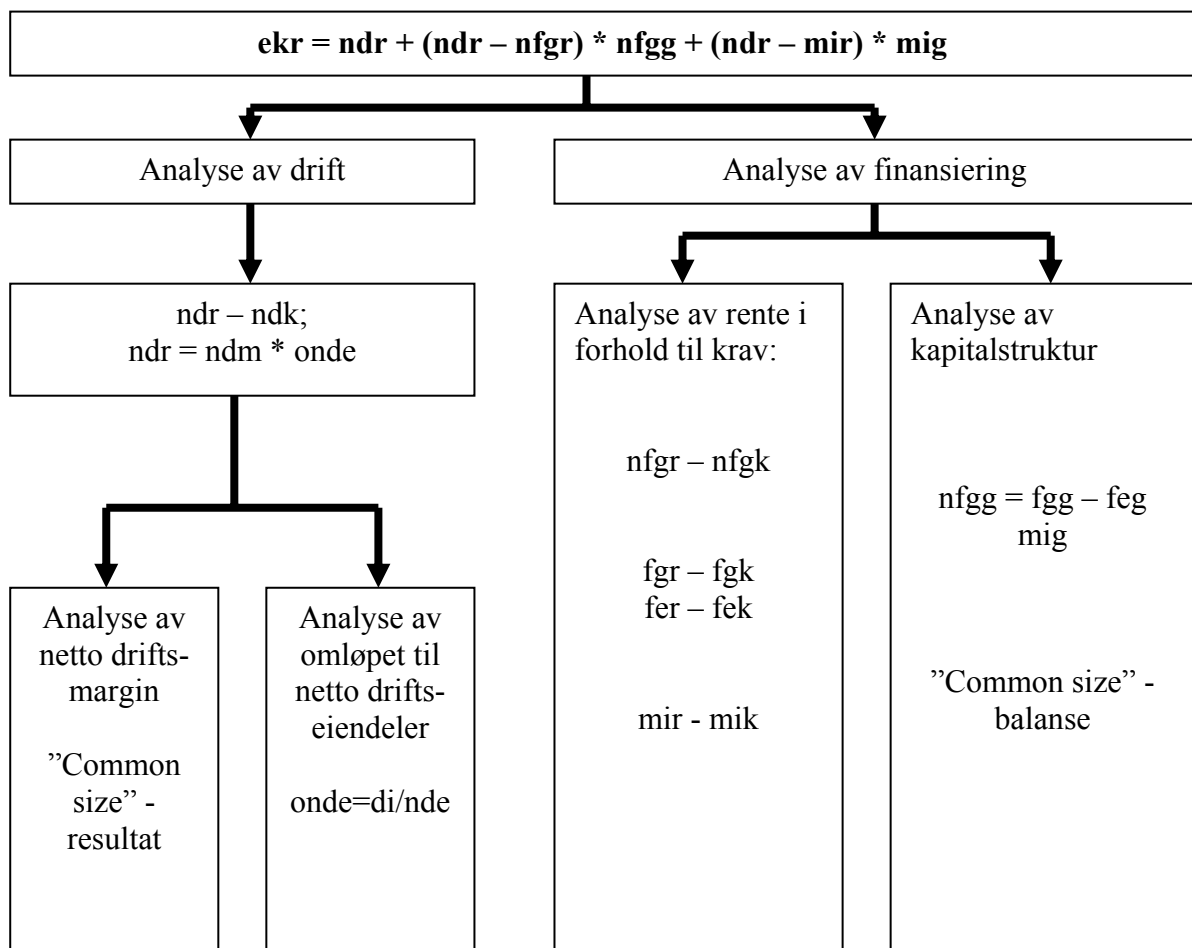 ekr = ndr + (ndr – nfgr) * nfgg + (ndr – mir) * mig
Analyse av drift
Analyse av finansiering
ndr – ndk;
ndr = ndm * onde
Analyse av rente i
forhold til krav:
nfgr – nfgk
fgr – fgk
fer – fek
mir - mik
Analyse av
kapitalstruktur
nfgg = fgg – feg
mig
”Common size” -
balanse
Analyse av
netto drifts-
margin
”Common
size” -
resultat
Analyse av
omløpet til
netto drifts-
eiendeler
onde=di/nde